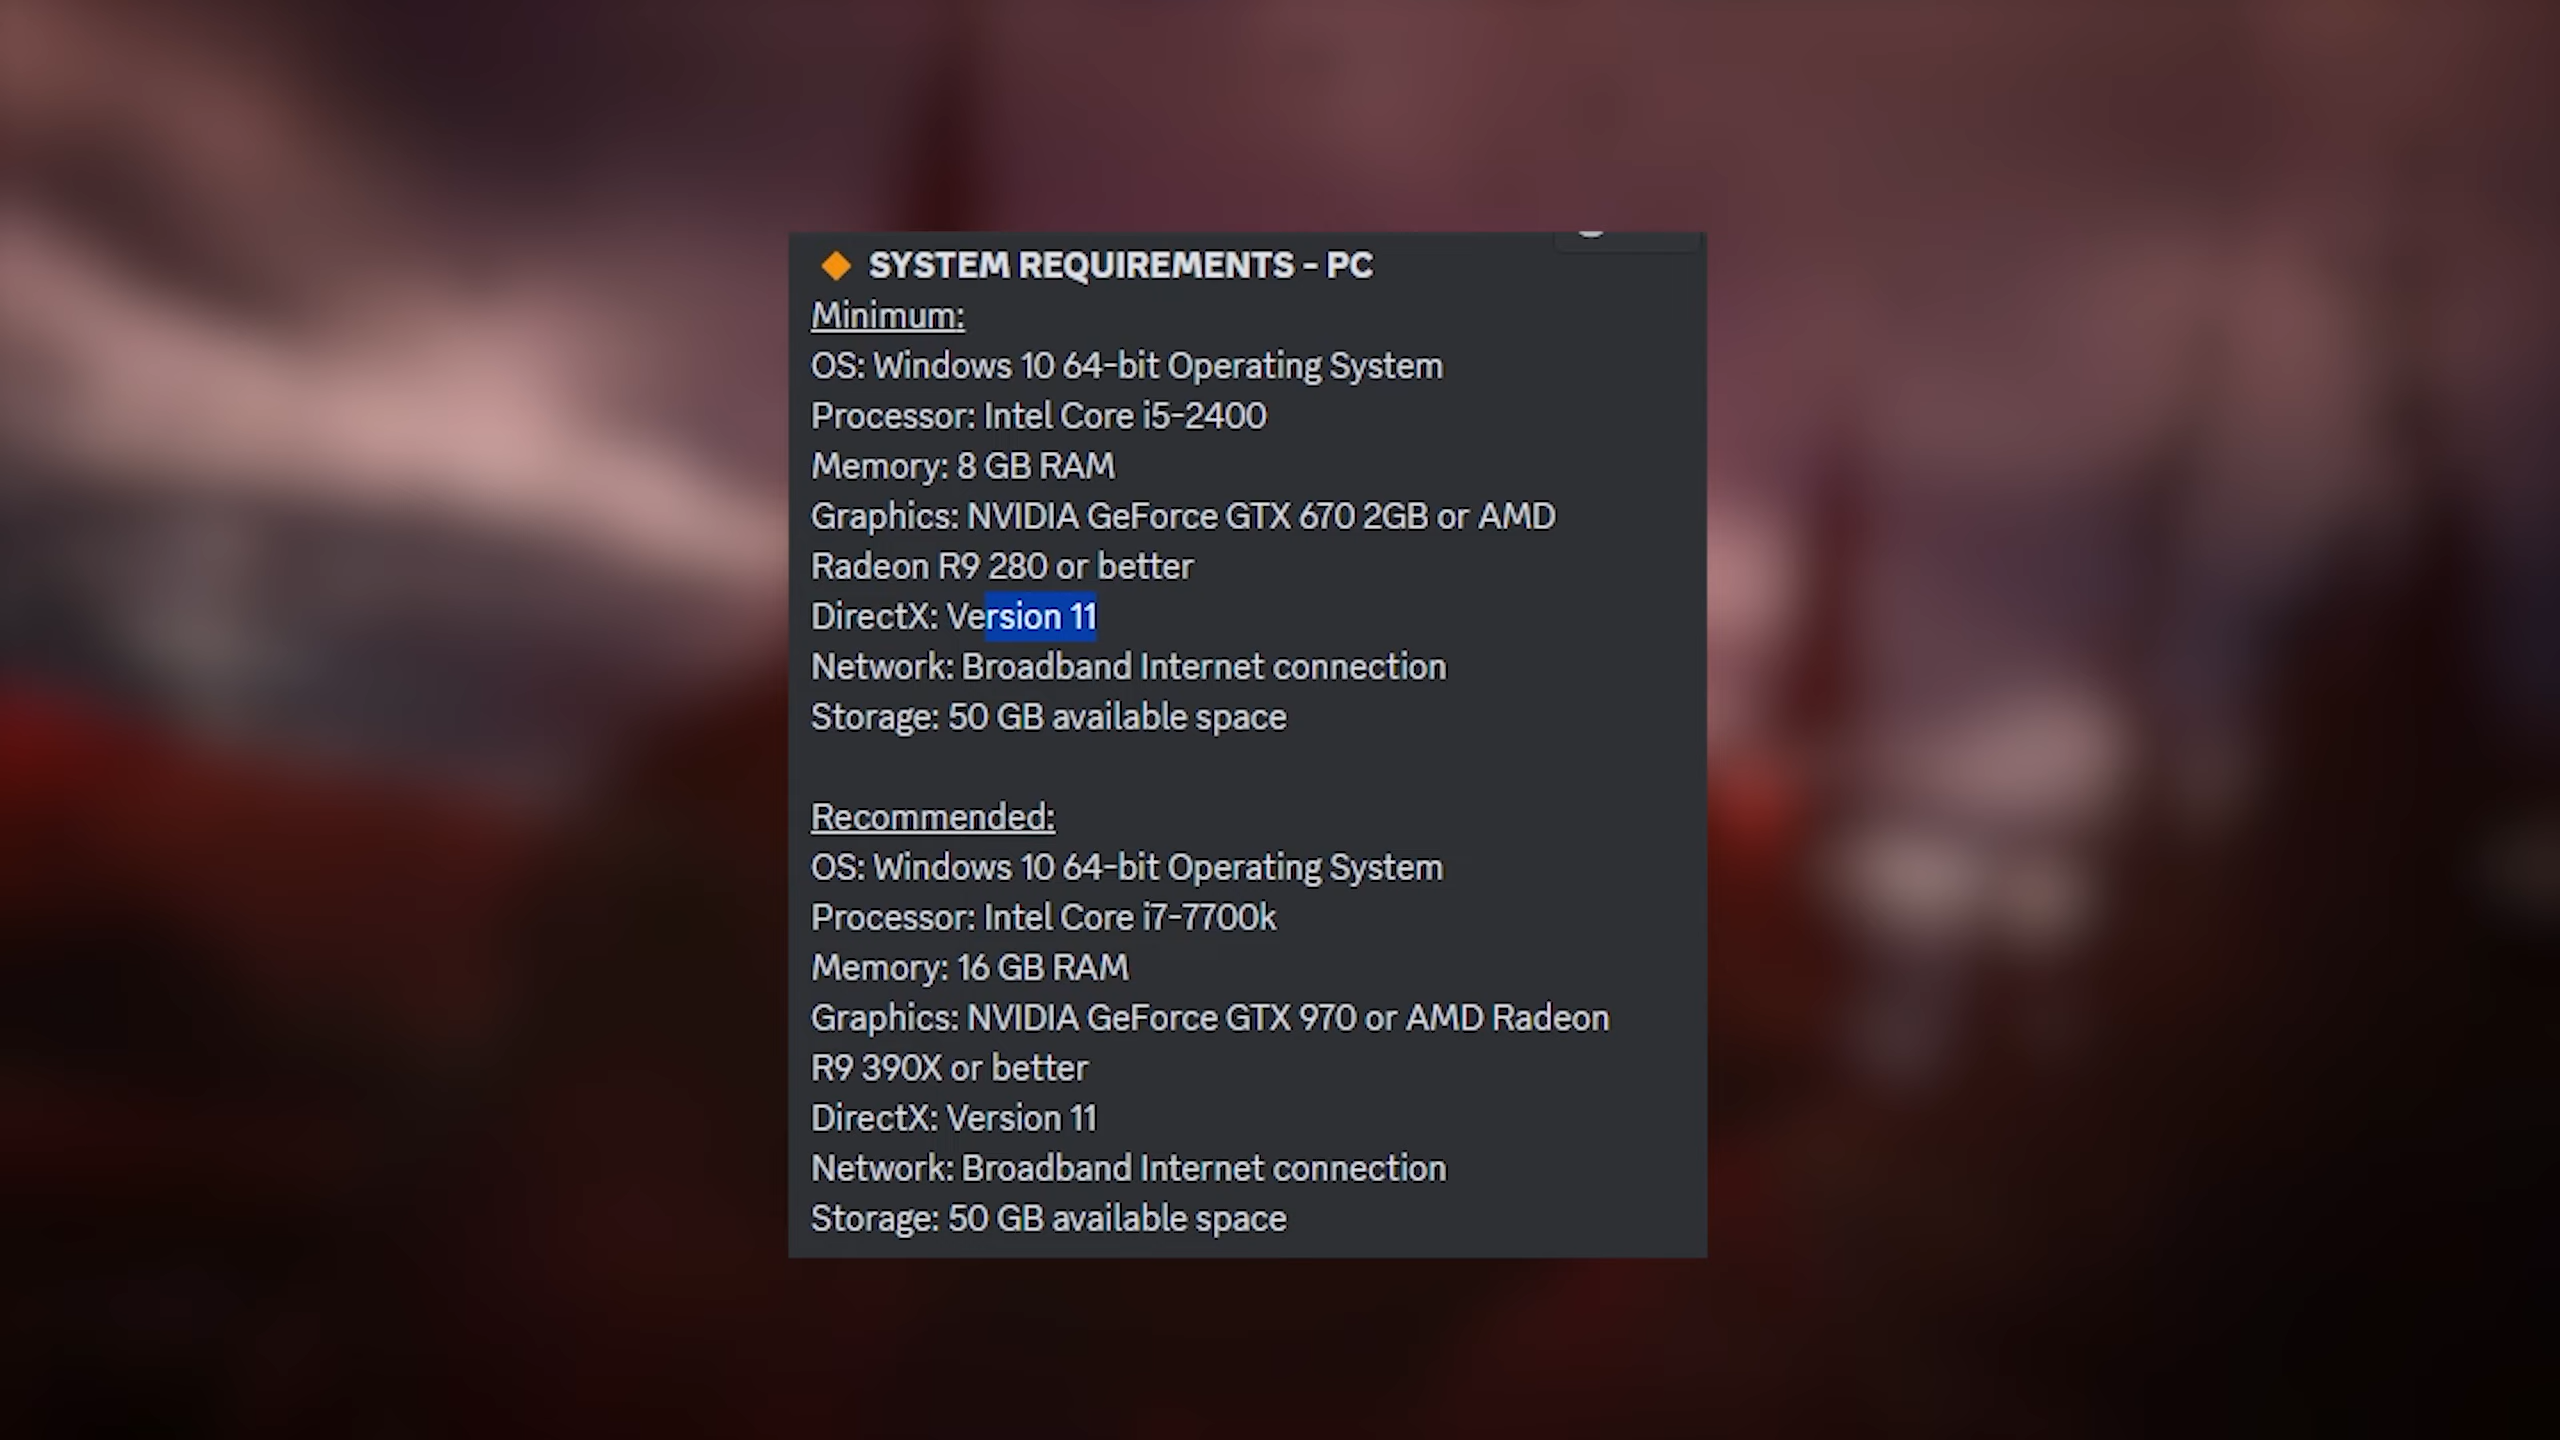 🔶 SYSTEM REQUIREMENTS - PC
Minimum:
OS: Windows 10 64-bit Operating System
Processor: Intel Core i5-2400
Memory: 8 GB RAM
Graphics: NVIDIA GeForce GTX 670 2GB or AMD
Radeon R9 280 or better
DirectX: Version 11
Network: Broadband Internet connection
Storage: 50 GB available space
Recommended:
OS: Windows 10 64-bit Operating System
Processor: Intel Core i7-7700k
Memory: 16 GB RAM
Graphics: NVIDIA GeForce GTX 970 or AMD Radeon
R9 390X or better
DirectX: Version 11
Network: Broadband Internet connection
Storage: 50 GB available space